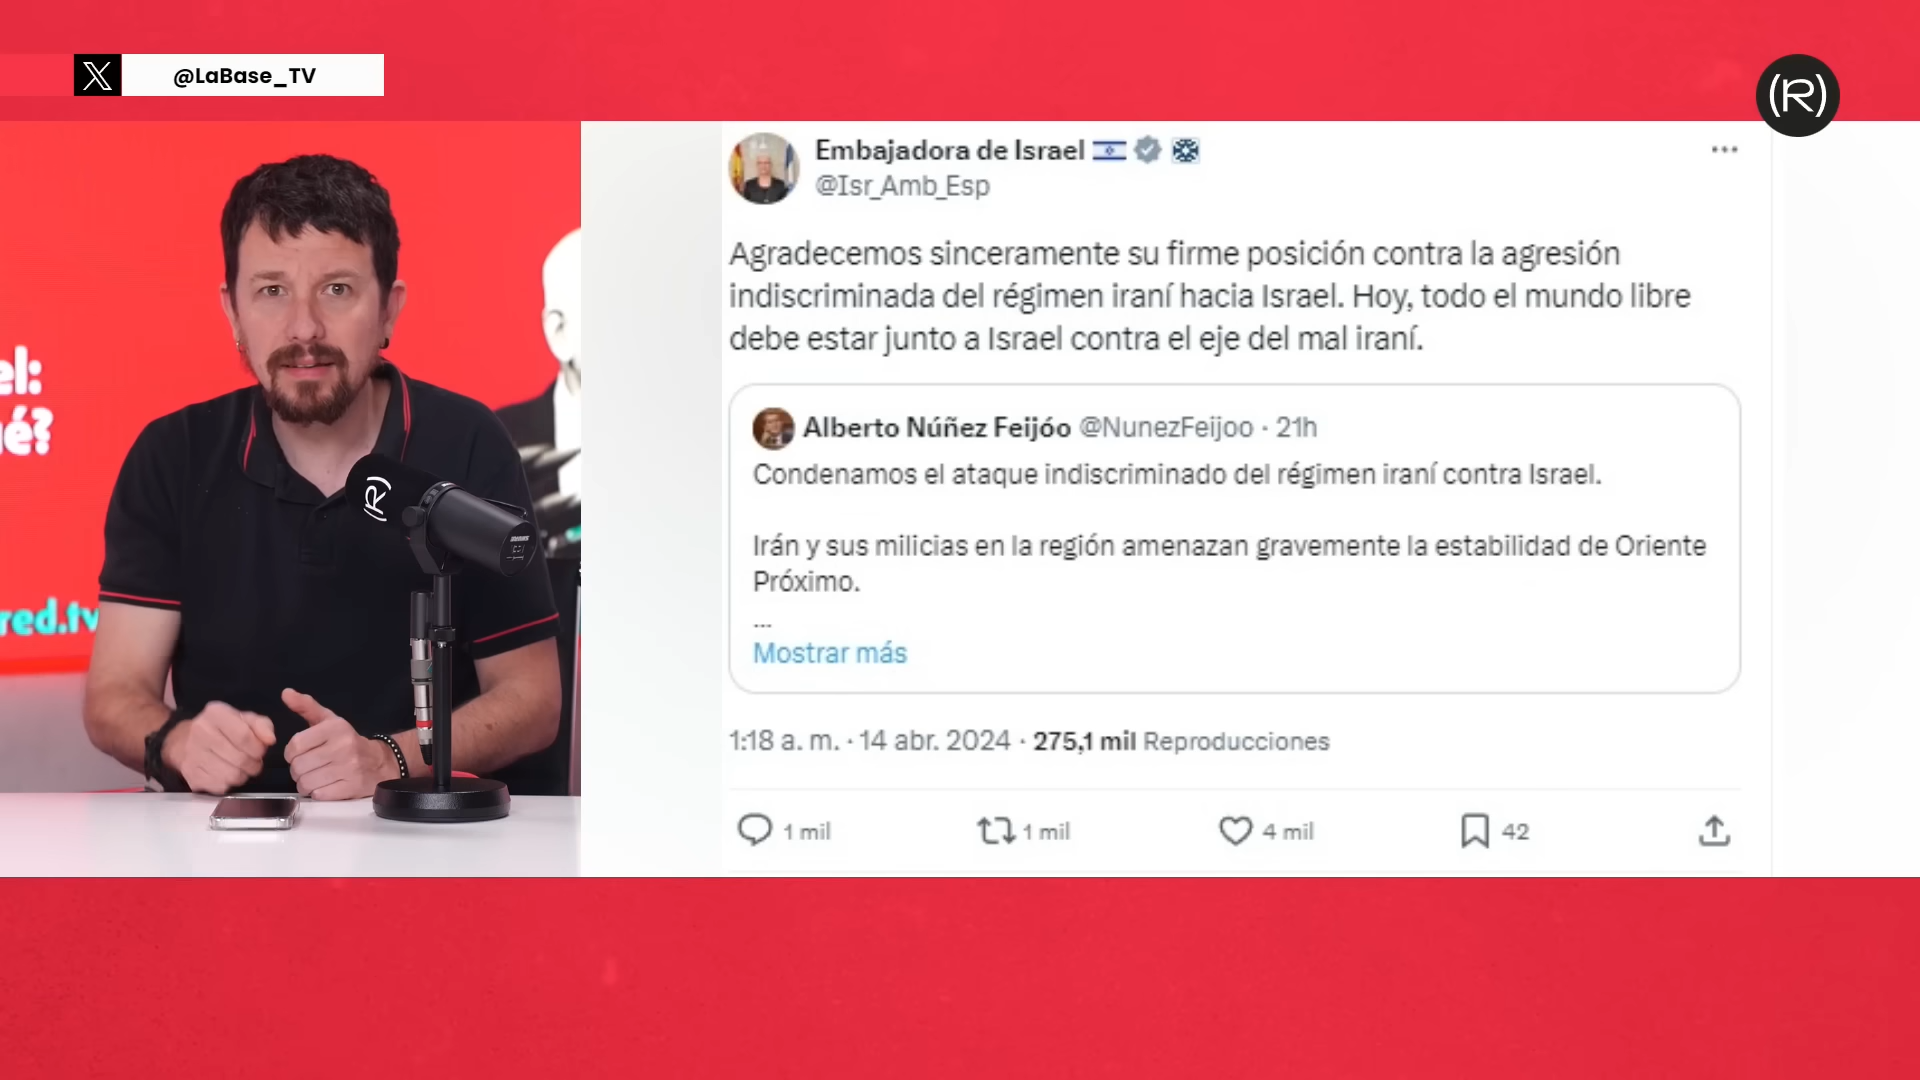 @LaBase_TV
(R)
el:
ué?
red.tv
(R)
Embajadora de Israel
@Isr_Amb_Esp
Agradecemos sinceramente su firme posición contra la agresión
indiscriminada del régimen iraní hacia Israel. Hoy, todo el mundo libre
debe estar junto a Israel contra el eje del mal iraní.
Alberto Núñez Feijóo @NunezFeijoo · 21h
Condenamos el ataque indiscriminado del régimen iraní contra Israel.
Irán y sus milicias en la región amenazan gravemente la estabilidad de Oriente
Próximo.
...
Mostrar más
1:18 a. m. · 14 abr. 2024 · 275,1 mil Reproducciones
1 mil
1 mil
4 mil
42